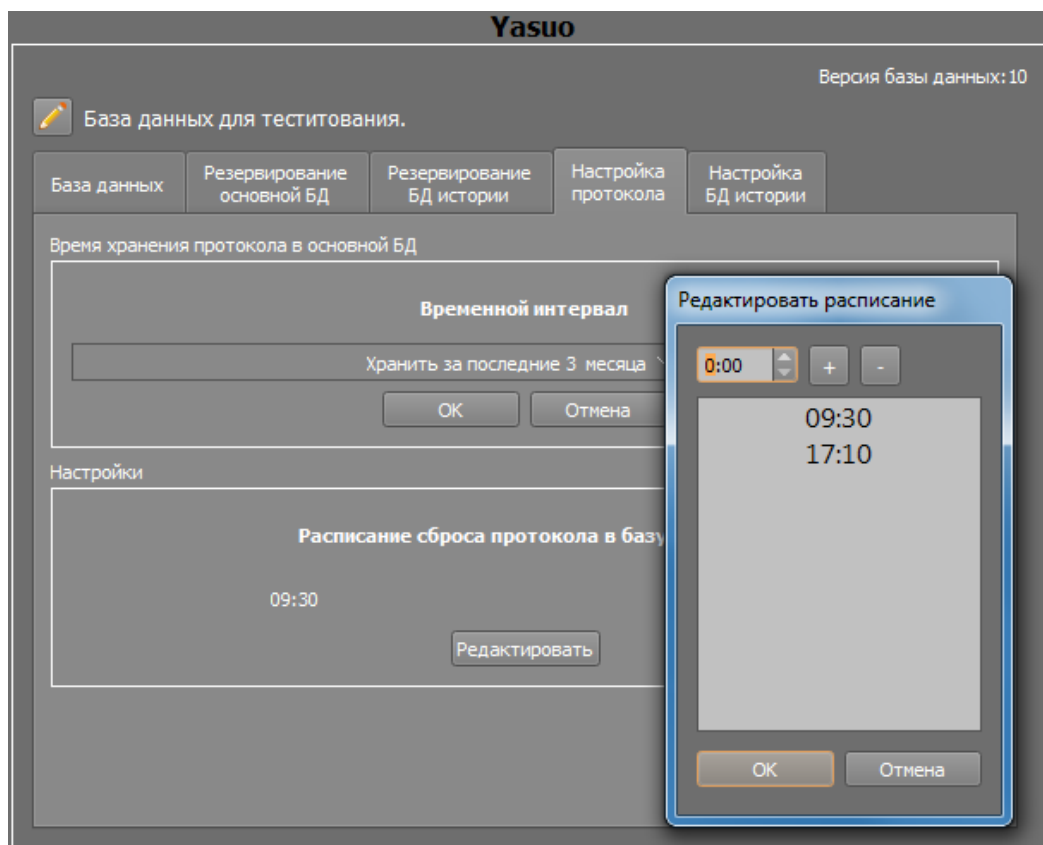 Yasuo
Версия базы данных:10
База данных для теститования.
База данных
Резервирование
основной БД
Резервирование
БД истории
Настройка
протокола
Настройка
БД истории
Время хранения протокола в основной БД
Временной интервал
Хранить за последние 3 месяца
ОК
Отмена
Настройки
Расписание сброса протокола в базу
09:30
Редактировать
Редактировать расписание
0:00
+
-
09:30
17:10
ОК
Отмена